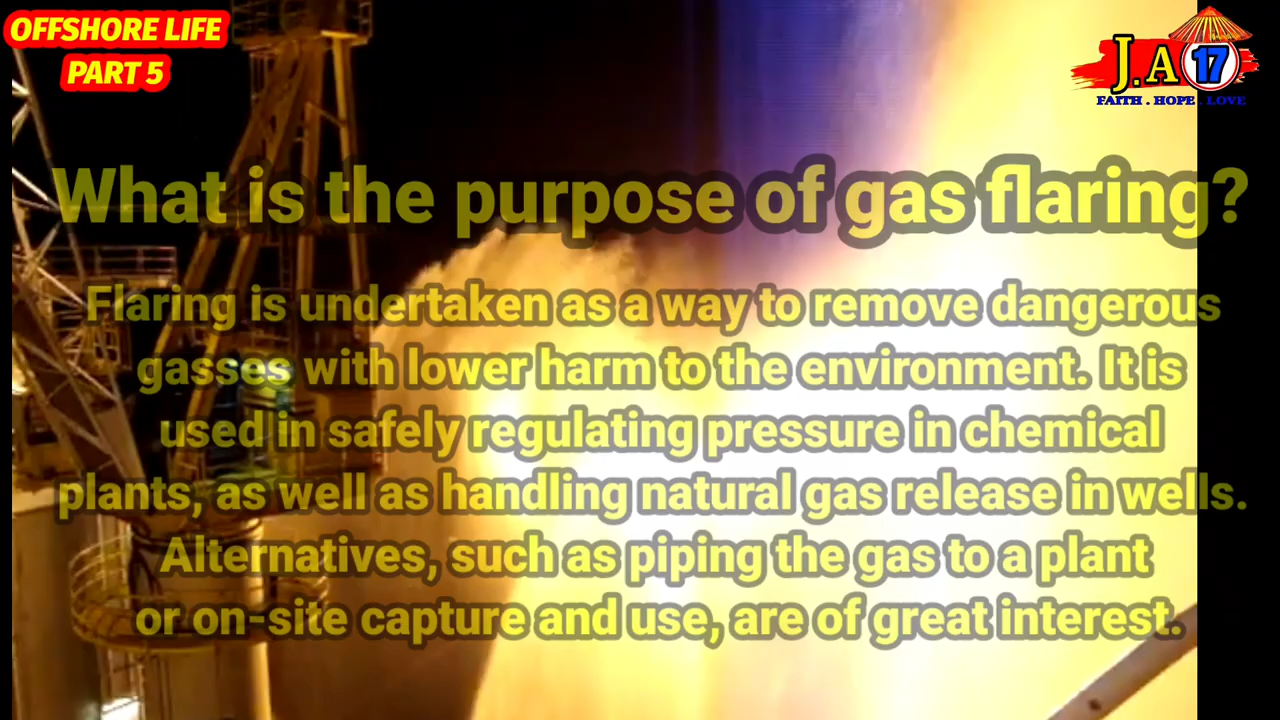 OFFSHORE LIFE
PART 5
J.A 17
FAITH . HOPE . LOVE
What is the purpose of gas flaring?
Flaring is undertaken as a way to remove dangerous
gasses with lower harm to the environment. It is
used in safely regulating pressure in chemical
plants, as well as handling natural gas release in wells.
Alternatives, such as piping the gas to a plant
or on-site capture and use, are of great interest.